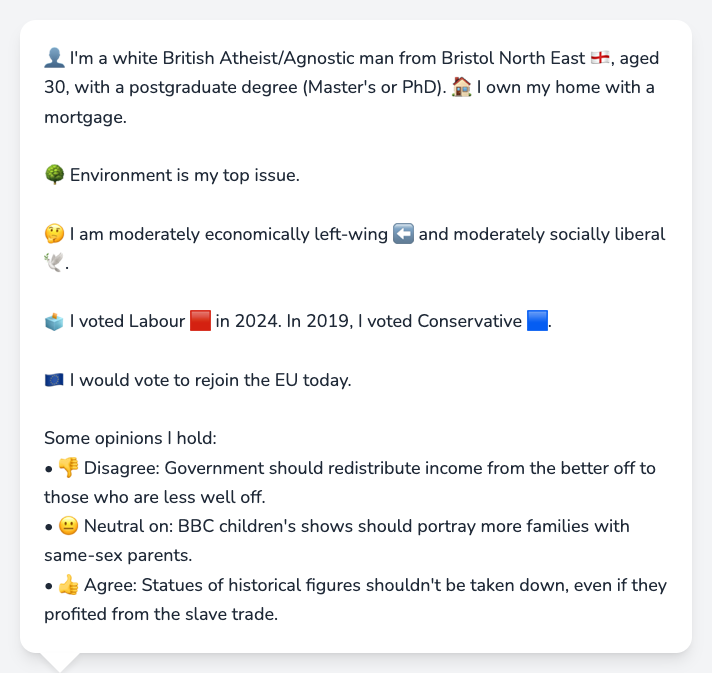 👤 I'm a white British Atheist/Agnostic man from Bristol North East 🏴󠁧󠁢󠁥󠁮󠁧󠁿, aged
30, with a postgraduate degree (Master's or PhD). 🏠 I own my home with a
mortgage.
🌳 Environment is my top issue.
🤔 I am moderately economically left-wing ⬅️ and moderately socially liberal
🕊️.
🗳️ I voted Labour 🟥 in 2024. In 2019, I voted Conservative 🟦.
🇪🇺 I would vote to rejoin the EU today.
Some opinions I hold:
• 👎 Disagree: Government should redistribute income from the better off to
those who are less well off.
• 😐 Neutral on: BBC children's shows should portray more families with
same-sex parents.
• 👍 Agree: Statues of historical figures shouldn't be taken down, even if they
profited from the slave trade.